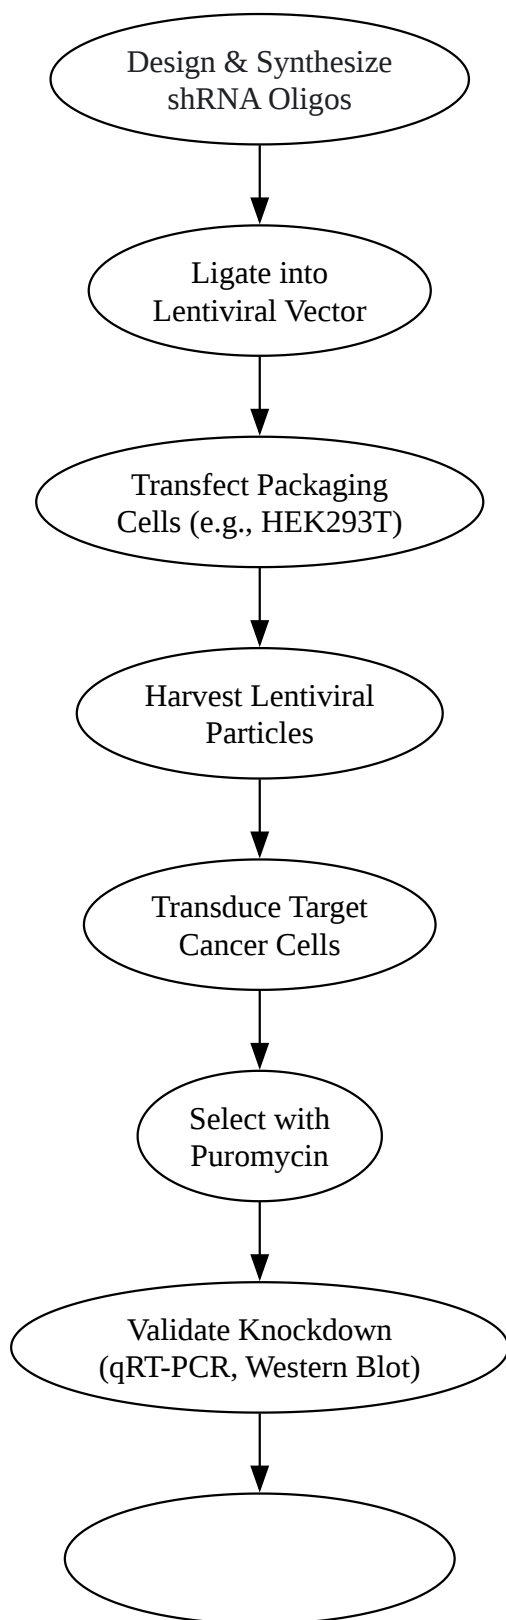 Design & Synthesize
shRNA Oligos
Ligate into
Lentiviral Vector
Transfect Packaging
Cells (e.g., HEK293T)
Harvest Lentiviral
Particles
Transduce Target
Cancer Cells
Select with
Puromycin
Validate Knockdown
(qRT-PCR, Western Blot)